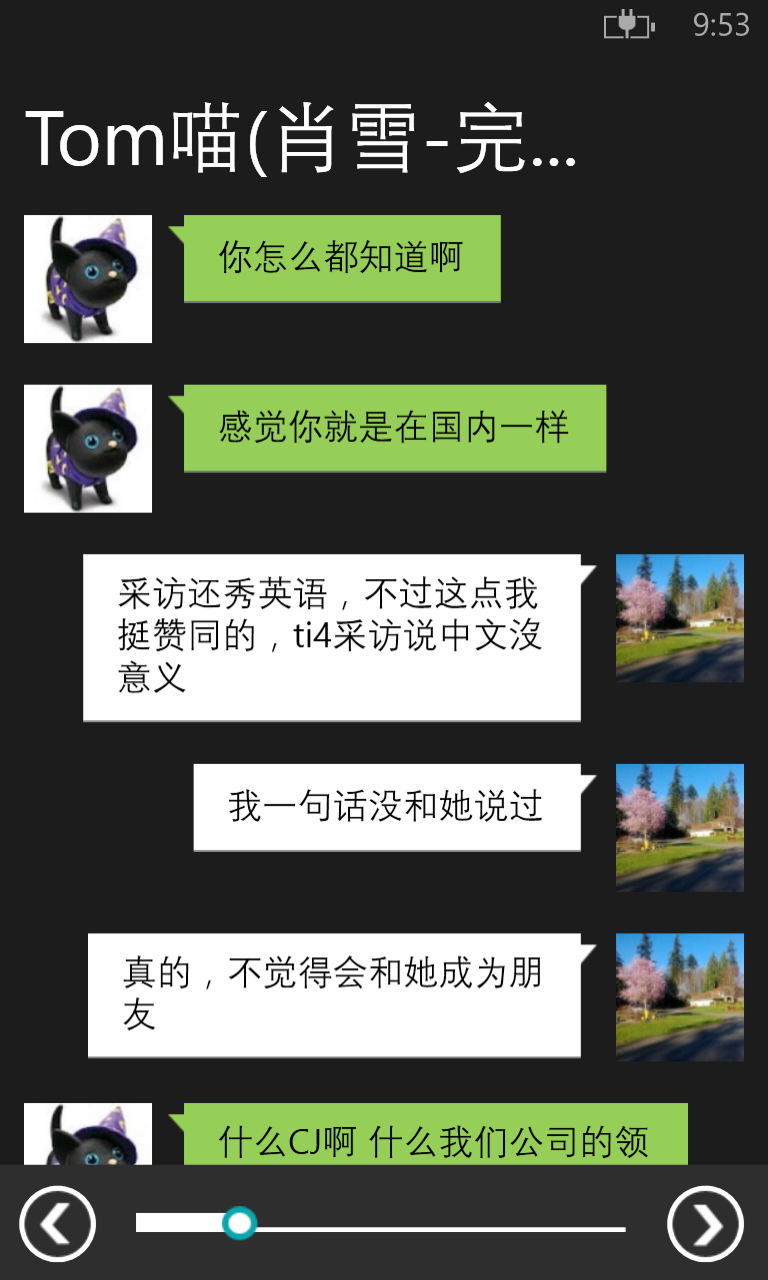 9:53
Tom喵(肖雪-完...
你怎么都知道啊
感觉你就是在国内一样
采访还秀英语，不过这点我
挺赞同的，ti4采访说中文沒
意义
我一句话没和她说过
真的，不觉得会和她成为朋
友
什么CJ啊 什么我们公司的领